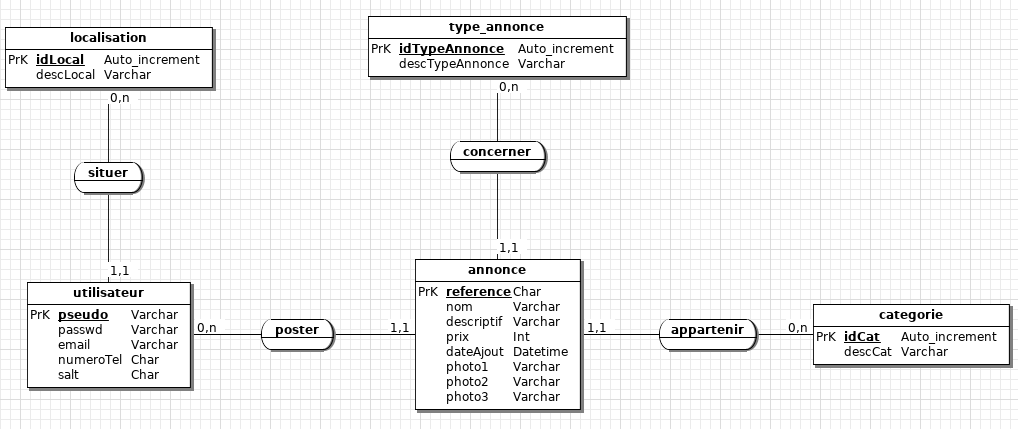 localisation
PrK idLocal Auto_increment
descLocal Varchar
0,n
situer
1,1
utilisateur
PrK pseudo Varchar
passwd Varchar
email Varchar
numeroTel Char
salt Char
0,n
poster
1,1
type_annonce
PrK idTypeAnnonce Auto_increment
descTypeAnnonce Varchar
0,n
concerner
1,1
annonce
PrK reference Char
nom Varchar
descriptif Varchar
prix Int
dateAjout Datetime
photo1 Varchar
photo2 Varchar
photo3 Varchar
1,1
appartenir
0,n
categorie
PrK idCat Auto_increment
descCat Varchar